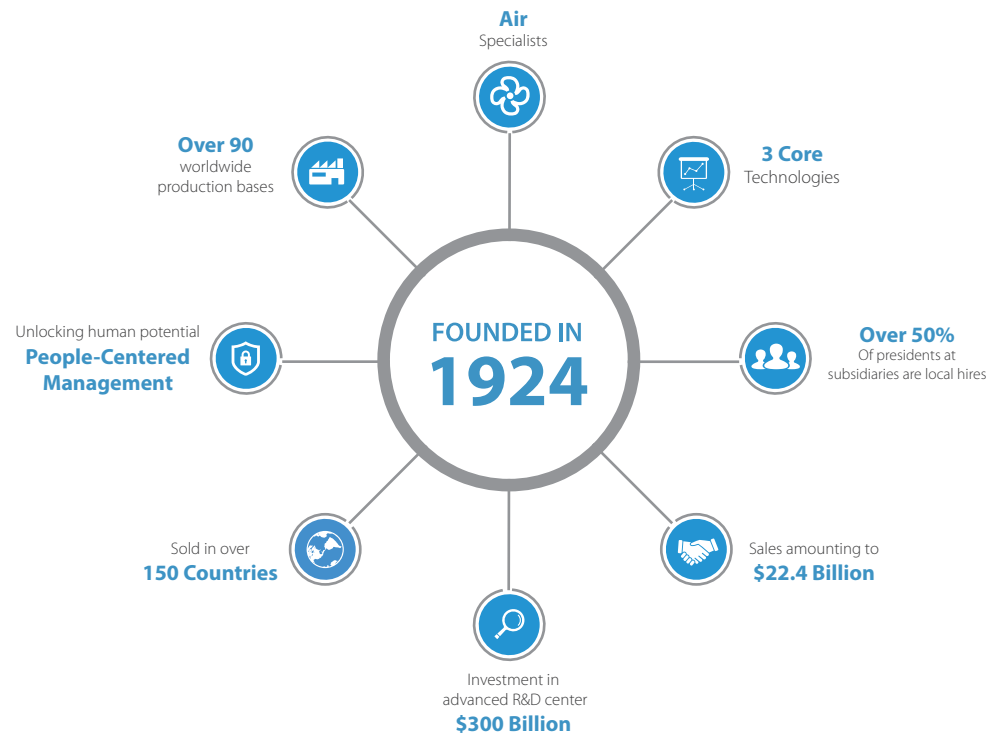 Air
Specialists
3 Core
Technologies
Over 50%
Of presidents at
subsidiaries are local hires
Sales amounting to
$22.4 Billion
Investment in
advanced R&D center
$300 Billion
Sold in over
150 Countries
Unlocking human potential
People-Centered
Management
Over 90
worldwide
production bases
FOUNDED IN
1924